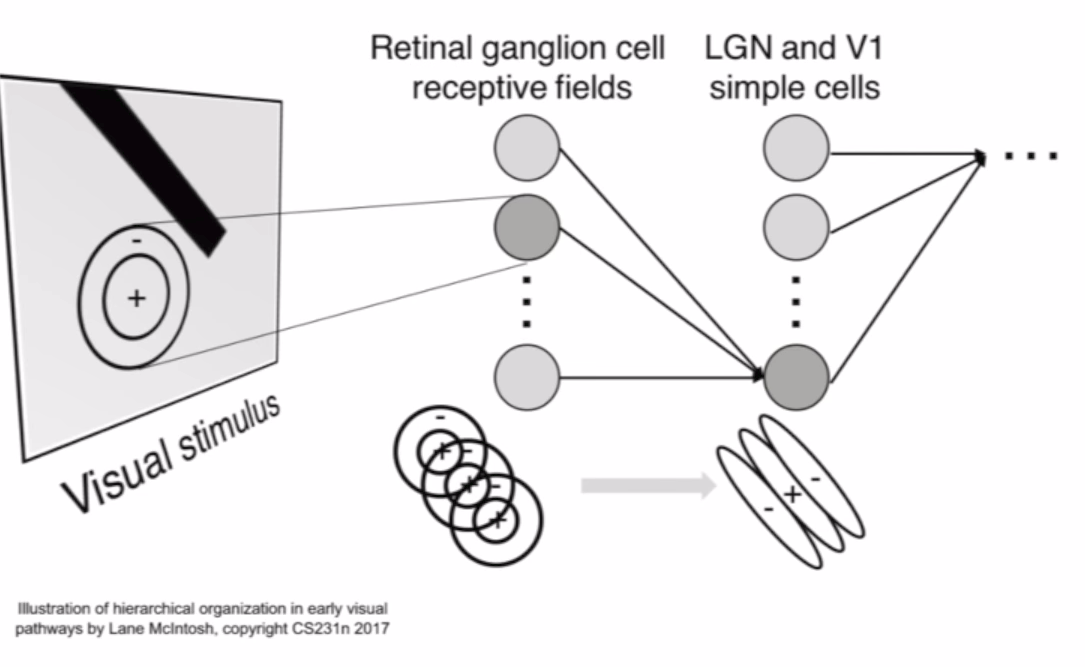 Retinal ganglion cell
receptive fields
LGN and V1
simple cells
. . .
-
+
Visual stimulus
-
+
-
+
-
+
-
+
-
Illustration of hierarchical organization in early visual
pathways by Lane McIntosh, copyright CS231n 2017